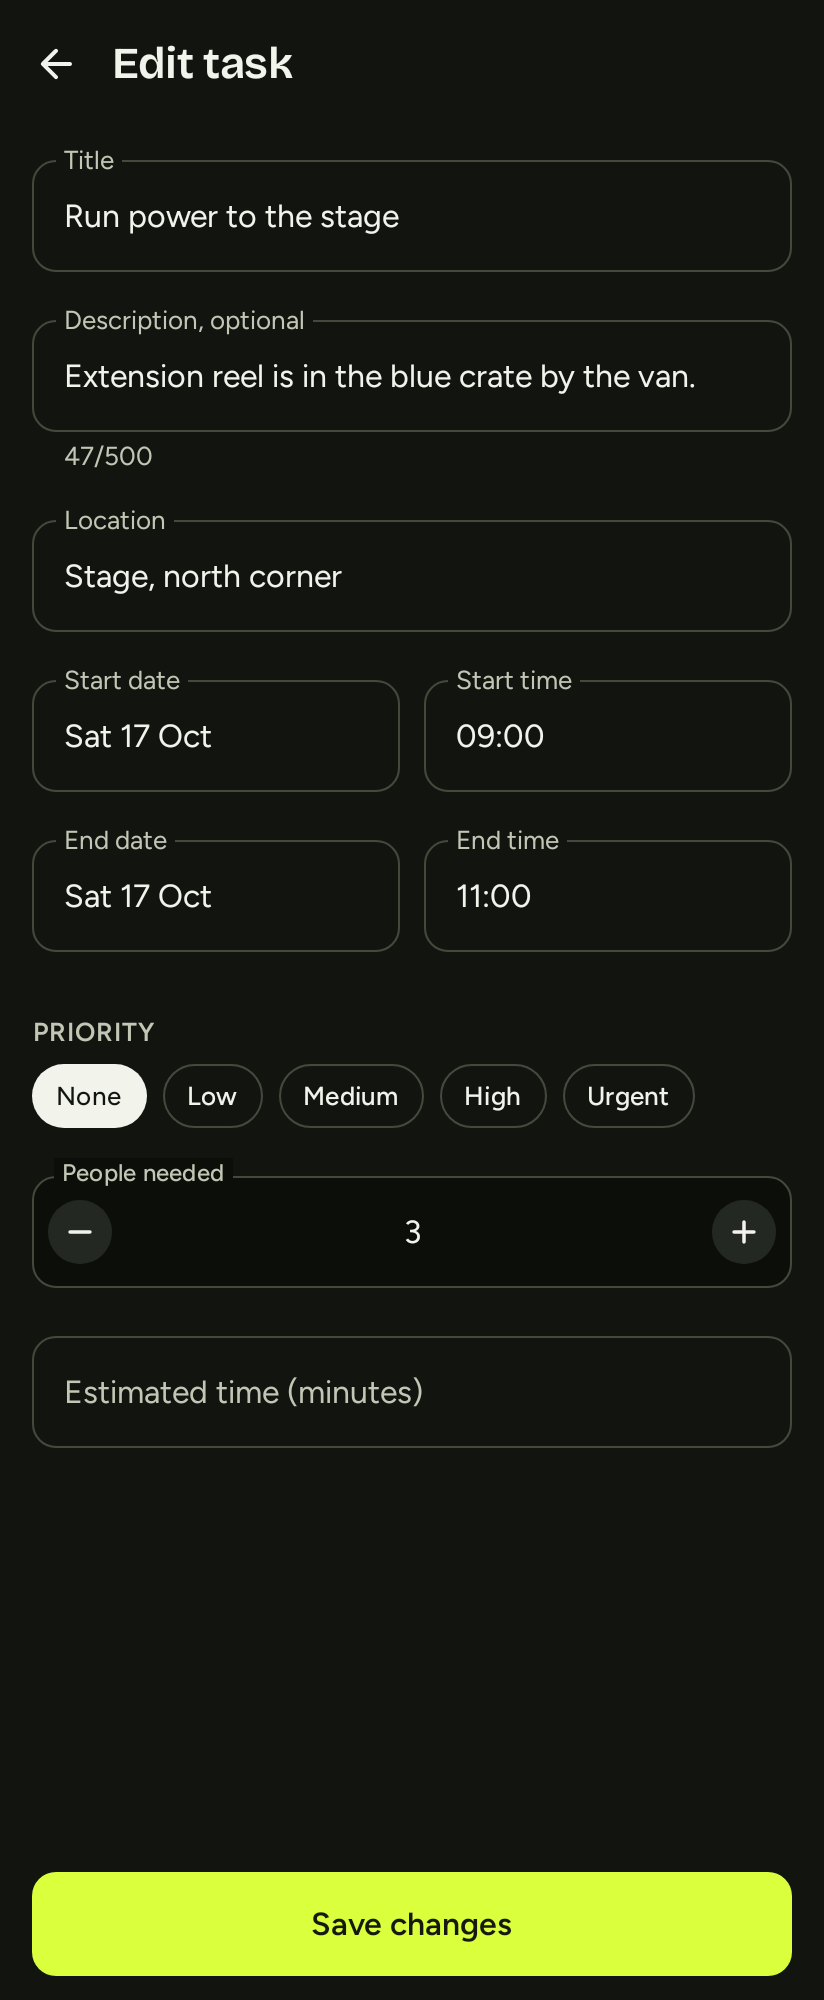 Edit task
Title
Run power to the stage
Description, optional
Extension reel is in the blue crate by the van.
47/500
Location
Stage, north corner
Start date
Sat 17 Oct
Start time
09:00
End date
Sat 17 Oct
End time
11:00
PRIORITY
None Low Medium High Urgent
People needed
3
Estimated time (minutes)
Save changes